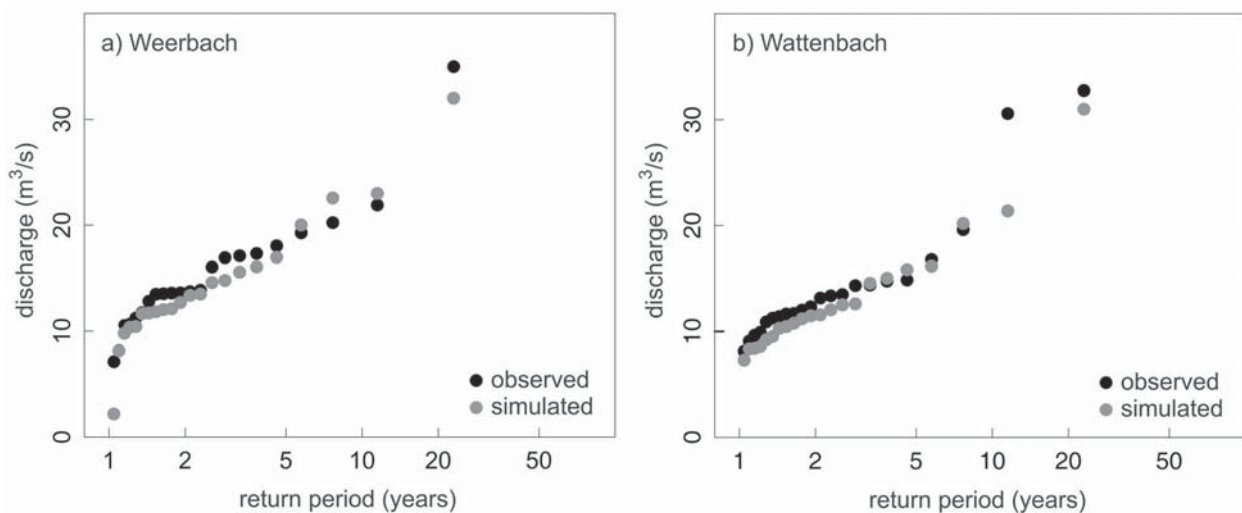 a) Weerbach
discharge (m³/s)
30
20
10
0
observed
simulated
1 2 5 10 20 50
return period (years)
b) Wattenbach
discharge (m³/s)
30
20
10
0
observed
simulated
1 2 5 10 20 50
return period (years)